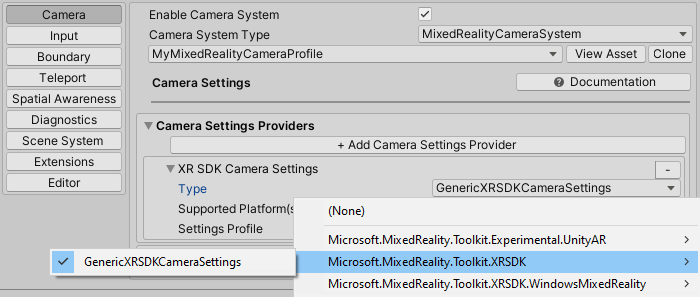 Camera
Input
Boundary
Teleport
Spatial Awareness
Diagnostics
Scene System
Extensions
Editor
Enable Camera System
Camera System Type MixedRealityCameraSystem
MyMixedRealityCameraProfile View Asset Clone
Camera Settings Documentation
Camera Settings Providers
+ Add Camera Settings Provider
XR SDK Camera Settings -
Type GenericXRSDKCameraSettings
Supported Platform(s
Settings Profile
(None)
Microsoft.MixedReality.Toolkit.Experimental.UnityAR
Microsoft.MixedReality.Toolkit.XRSDK
Microsoft.MixedReality.Toolkit.XRSDK.WindowsMixedReality
GenericXRSDKCameraSettings